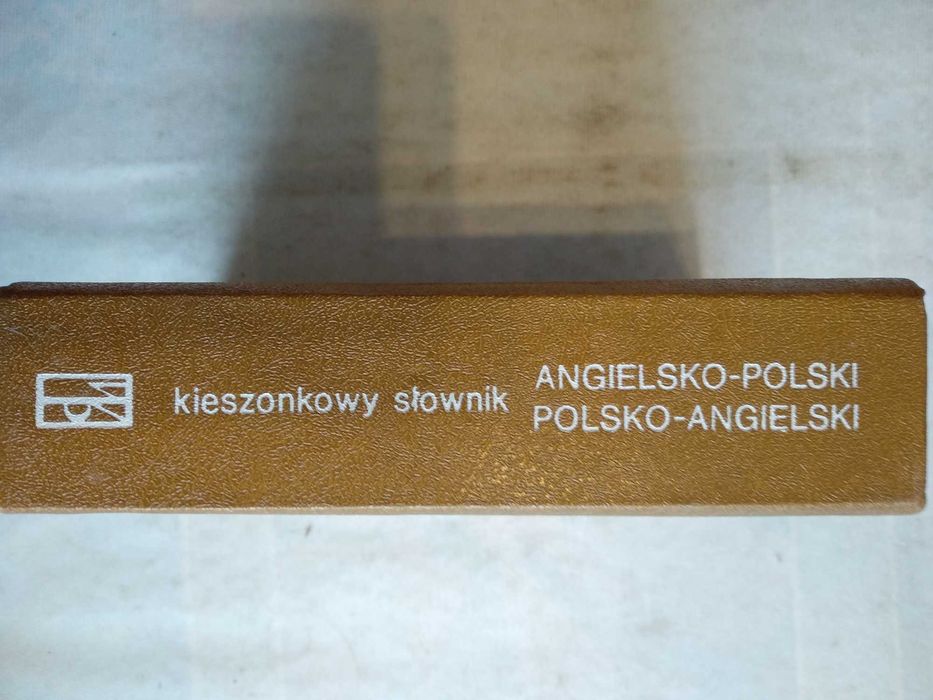 kieszonkowy słownik
ANGIELSKO-POLSKI
POLSKO-ANGIELSKI